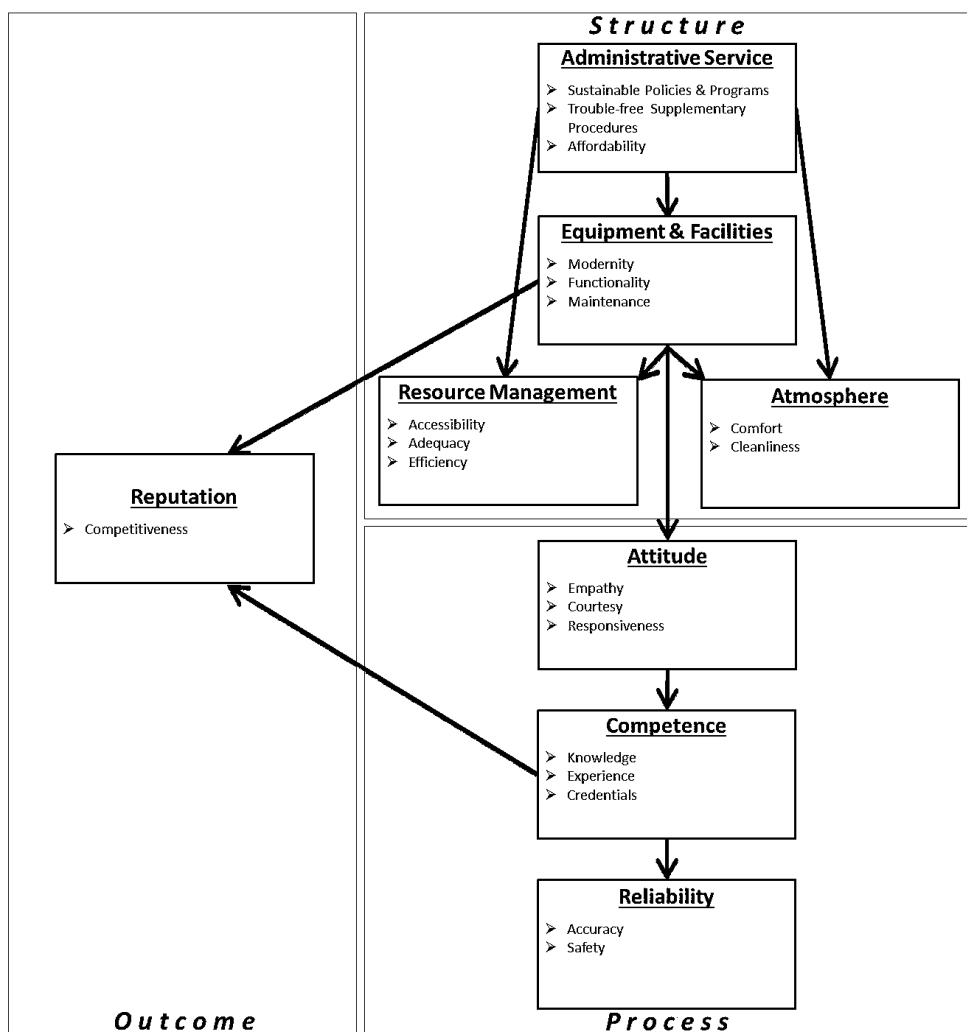 Structure
Administrative Service
➢ Sustainable Policies & Programs
➢ Trouble-free Supplementary
Procedures
➢ Affordability
Equipment & Facilities
➢ Modernity
➢ Functionality
➢ Maintenance
Resource Management
➢ Accessibility
➢ Adequacy
➢ Efficiency
Atmosphere
➢ Comfort
➢ Cleanliness
Reputation
➢ Competitiveness
Attitude
➢ Empathy
➢ Courtesy
➢ Responsiveness
Competence
➢ Knowledge
➢ Experience
➢ Credentials
Reliability
➢ Accuracy
➢ Safety
Outcome
Process